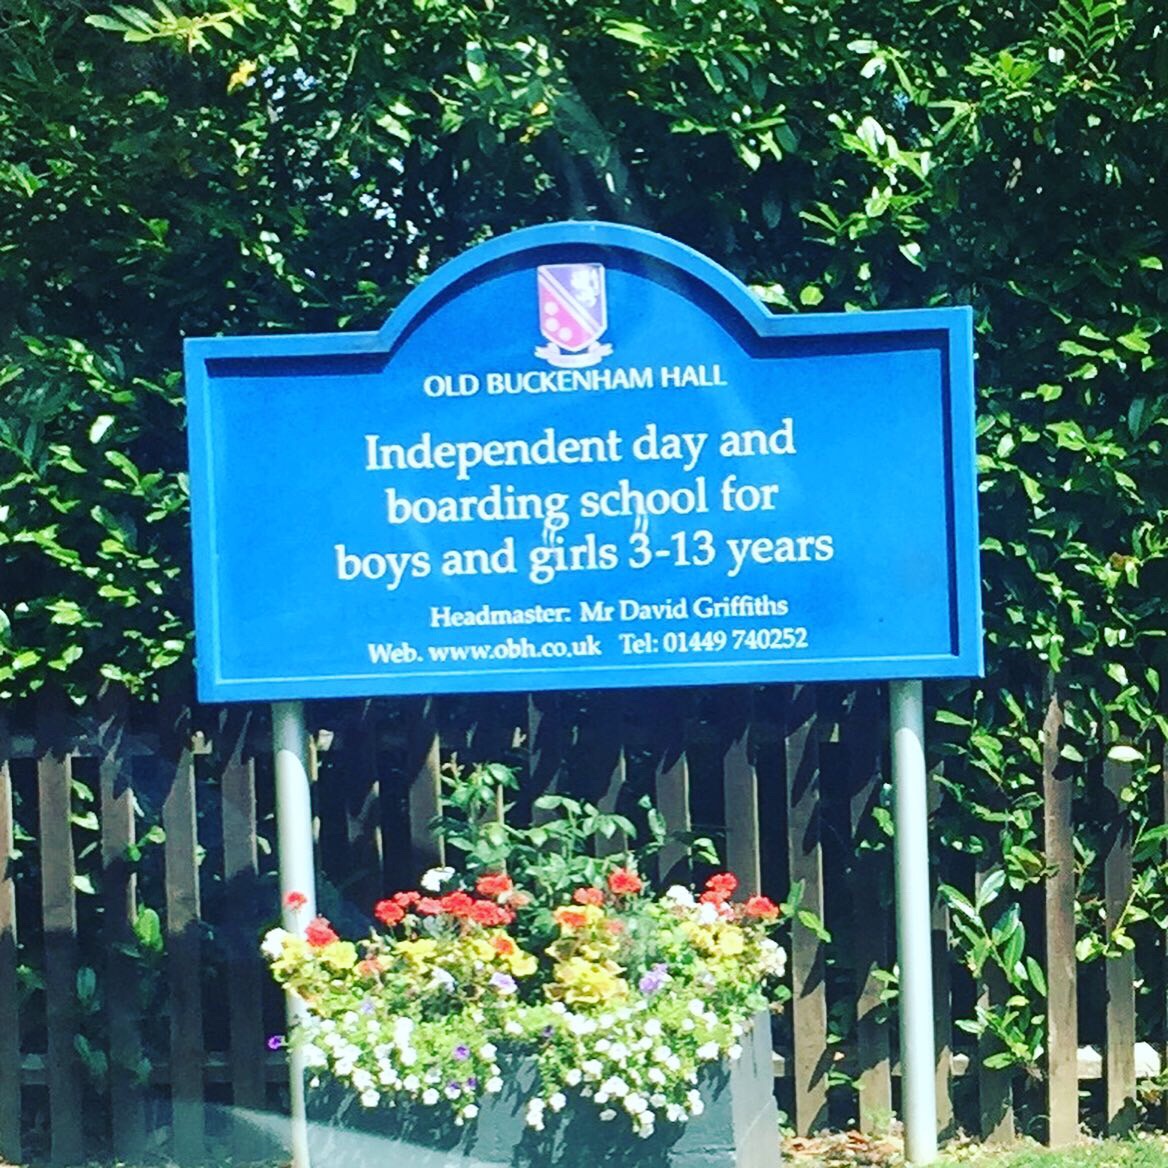 OLD BUCKENHAM HALL
Independent day and
boarding school for
boys and girls 3-13 years
Headmaster: Mr David Griffiths
Web. www.obh.co.uk Tel: 01449 740252